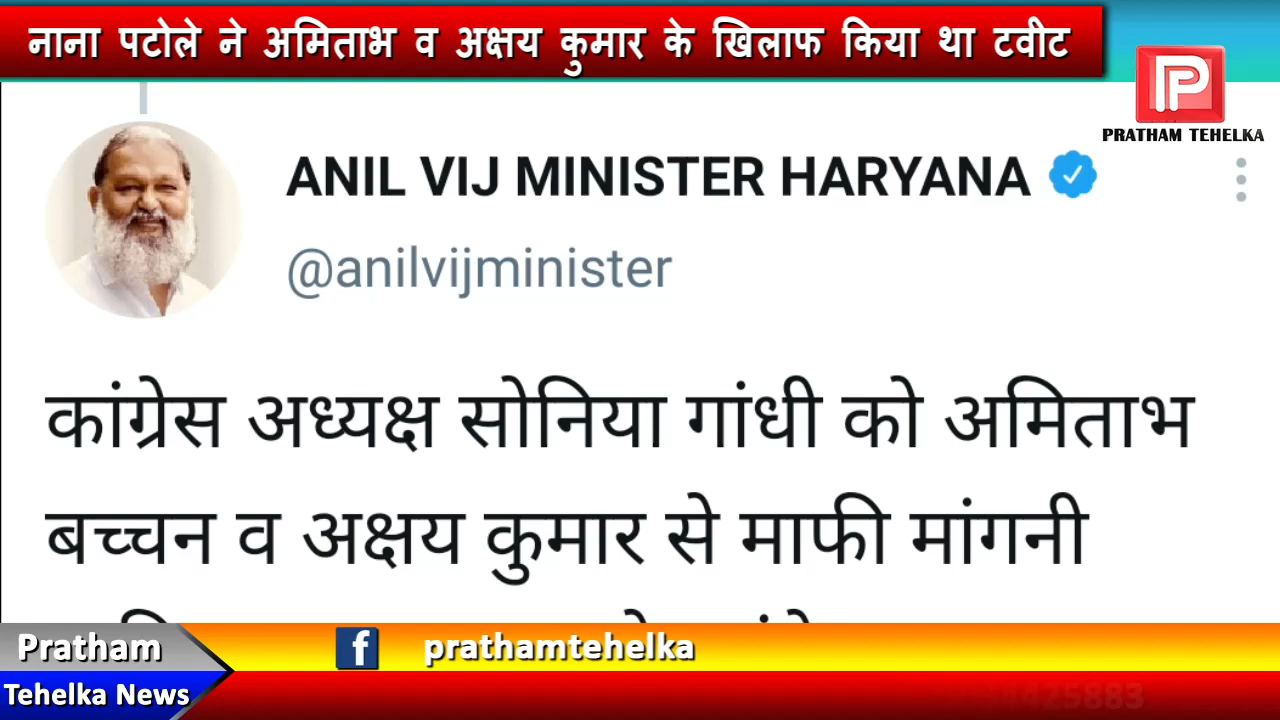 नाना पटोले ने अमिताभ व अक्षय कुमार के खिलाफ किया था टवीट
PRATHAM TEHELKA
ANIL VIJ MINISTER HARYANA
@anilvijminister
कांग्रेस अध्यक्ष सोनिया गांधी को अमिताभ
बच्चन व अक्षय कुमार से माफी मांगनी
Pratham
prathamtehelka
Tehelka News